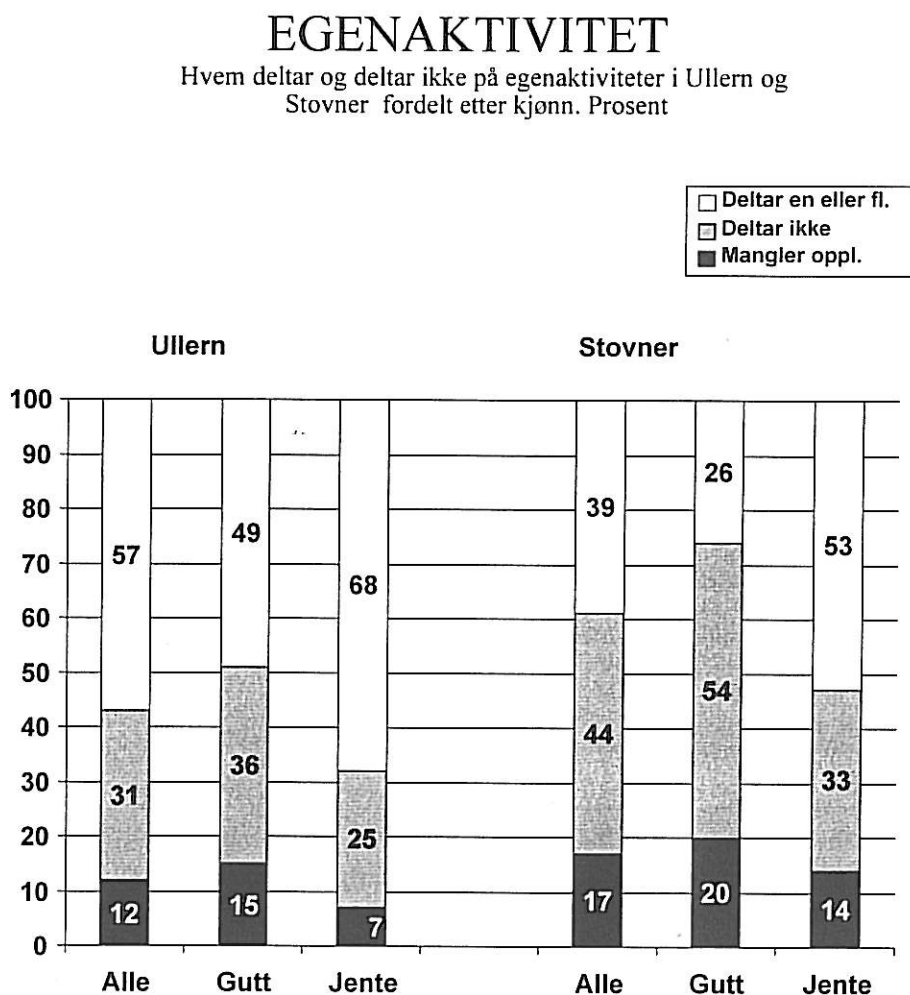 EGENAKTIVITET
Hvem deltar og deltar ikke på egenaktiviteter i Ullern og
Stovner fordelt etter kjønn. Prosent
Deltar en eller fl.
Deltar ikke
Mangler oppl.
Ullern
Stovner
100
90
80
70
60
50
40
30
20
10
0
57
31
12
49
36
15
68
25
7
39
44
17
26
54
20
53
33
14
Alle
Gutt
Jente
Alle
Gutt
Jente